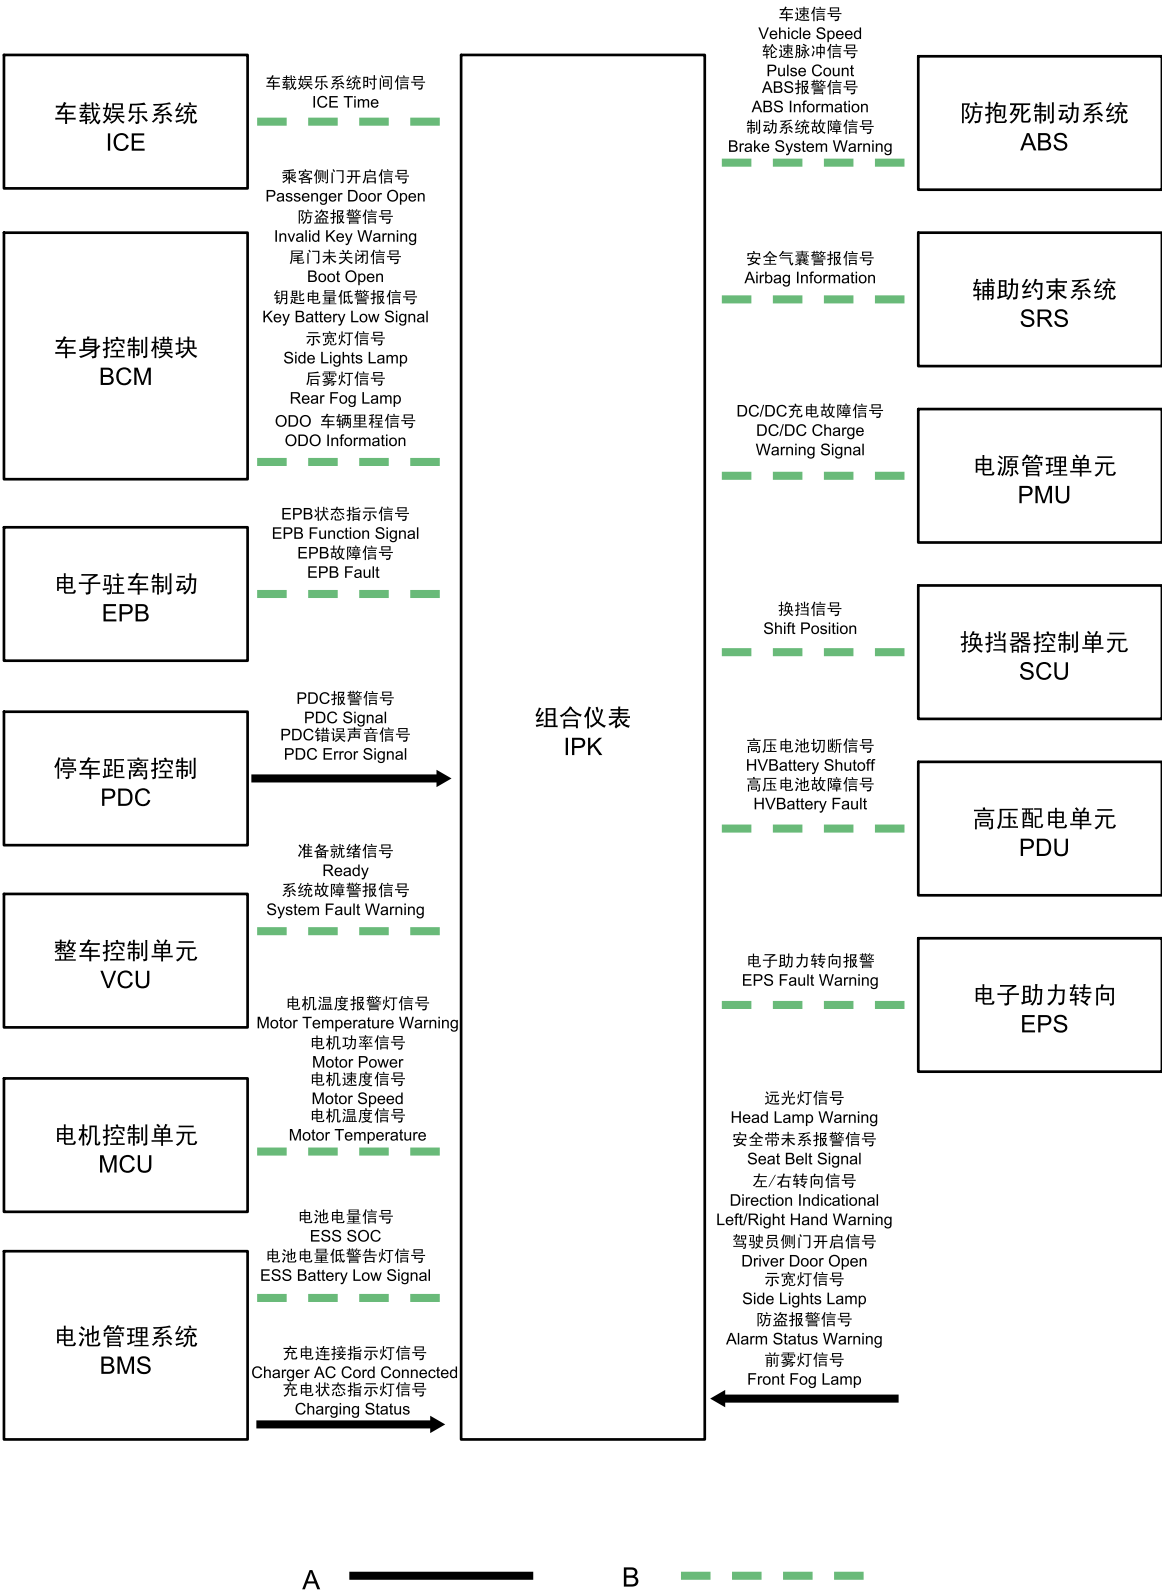 车载娱乐系统
ICE
车载娱乐系统时间信号
ICE Time
车身控制模块
BCM
乘客侧门开启信号
Passenger Door Open
防盗报警信号
Invalid Key Warning
尾门未关闭信号
Boot Open
钥匙电量低警报信号
Key Battery Low Signal
示宽灯信号
Side Lights Lamp
后雾灯信号
Rear Fog Lamp
ODO 车辆里程信号
ODO Information
电子驻车制动
EPB
EPB状态指示信号
EPB Function Signal
EPB故障信号
EPB Fault
停车距离控制
PDC
PDC报警信号
PDC Signal
PDC错误声音信号
PDC Error Signal
整车控制单元
VCU
准备就绪信号
Ready
系统故障警报信号
System Fault Warning
电机控制单元
MCU
电机温度报警灯信号
Motor Temperature Warning
电机功率信号
Motor Power
电机速度信号
Motor Speed
电机温度信号
Motor Temperature
电池管理系统
BMS
电池电量信号
ESS SOC
电池电量低警告灯信号
ESS Battery Low Signal
充电连接指示灯信号
Charger AC Cord Connected
充电状态指示灯信号
Charging Status
组合仪表
IPK
车速信号
Vehicle Speed
轮速脉冲信号
Pulse Count
ABS报警信号
ABS Information
制动系统故障信号
Brake System Warning
防抱死制动系统
ABS
安全气囊警报信号
Airbag Information
辅助约束系统
SRS
DC/DC充电故障信号
DC/DC Charge
Warning Signal
电源管理单元
PMU
换挡信号
Shift Position
换挡器控制单元
SCU
高压电池切断信号
HVBattery Shutoff
高压电池故障信号
HVBattery Fault
高压配电单元
PDU
电子助力转向报警
EPS Fault Warning
电子助力转向
EPS
远光灯信号
Head Lamp Warning
安全带未系报警信号
Seat Belt Signal
左/右转向信号
Direction Indicational
Left/Right Hand Warning
驾驶员侧门开启信号
Driver Door Open
示宽灯信号
Side Lights Lamp
防盗报警信号
Alarm Status Warning
前雾灯信号
Front Fog Lamp
A
B